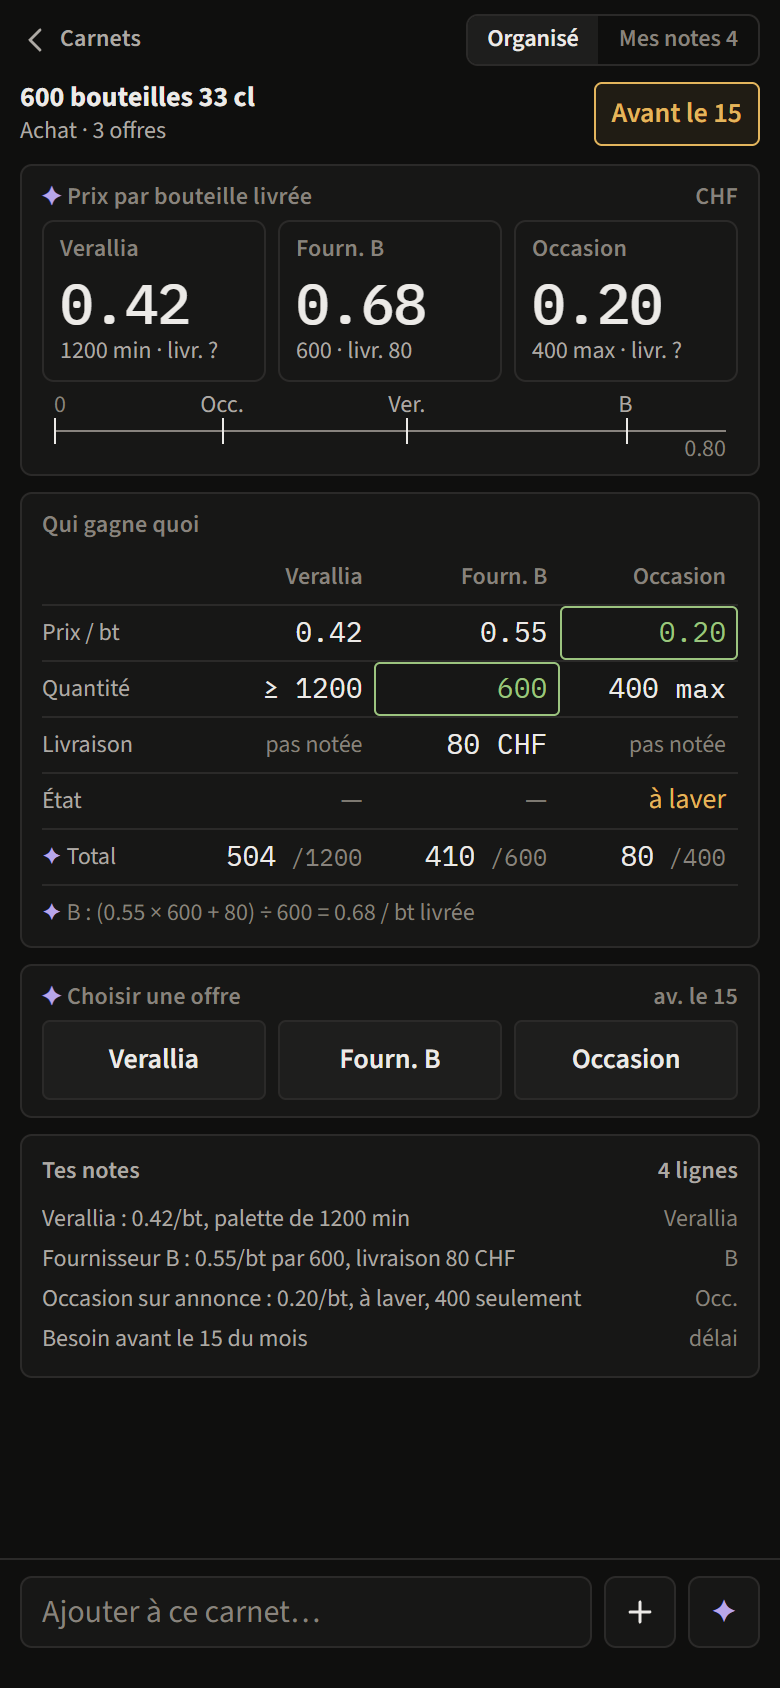 Carnets
Organisé Mes notes 4
600 bouteilles 33 cl
Achat · 3 offres
Avant le 15
Prix par bouteille livrée CHF
Verallia Fourn. B Occasion
0.42 0.68 0.20
1200 min · livr. ? 600 · livr. 80 400 max · livr. ?
0 Occ. Ver. B
0.80
Qui gagne quoi
Verallia Fourn. B Occasion
Prix / bt 0.42 0.55 0.20
Quantité ≥ 1200 600 400 max
Livraison pas notée 80 CHF pas notée
État — — à laver
Total 504 /1200 410 /600 80 /400
B : (0.55 × 600 + 80) ÷ 600 = 0.68 / bt livrée
Choisir une offre av. le 15
Verallia Fourn. B Occasion
Tes notes 4 lignes
Verallia : 0.42/bt, palette de 1200 min Verallia
Fournisseur B : 0.55/bt par 600, livraison 80 CHF B
Occasion sur annonce : 0.20/bt, à laver, 400 seulement Occ.
Besoin avant le 15 du mois délai
Ajouter à ce carnet…